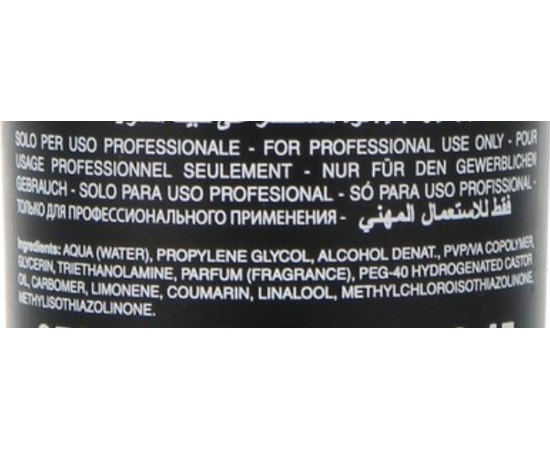 SOLO PER USO PROFESSIONALE - FOR PROFESSIONAL USE ONLY - POUR
USAGE PROFESSIONNEL SEULEMENT - NUR FÜR DEN GEWERBLICHEN
GEBRAUCH - SOLO PARA USO PROFESIONAL - SÓ PARA USO PROFISSIONAL -
ТОЛЬКО ДЛЯ ПРОФЕССИОНАЛЬНОГО ПРИМЕНЕНИЯ - فقط للاستعمال المهني
Ingredients: AQUA (WATER), PROPYLENE GLYCOL, ALCOHOL DENAT., PVP/VA COPOLYMER,
GLYCERIN, TRIETHANOLAMINE, PARFUM (FRAGRANCE), PEG-40 HYDROGENATED CASTOR
OIL, CARBOMER, LIMONENE, COUMARIN, LINALOOL, METHYLCHLOROISOTHIAZOLINONE,
METHYLISOTHIAZOLINONE.